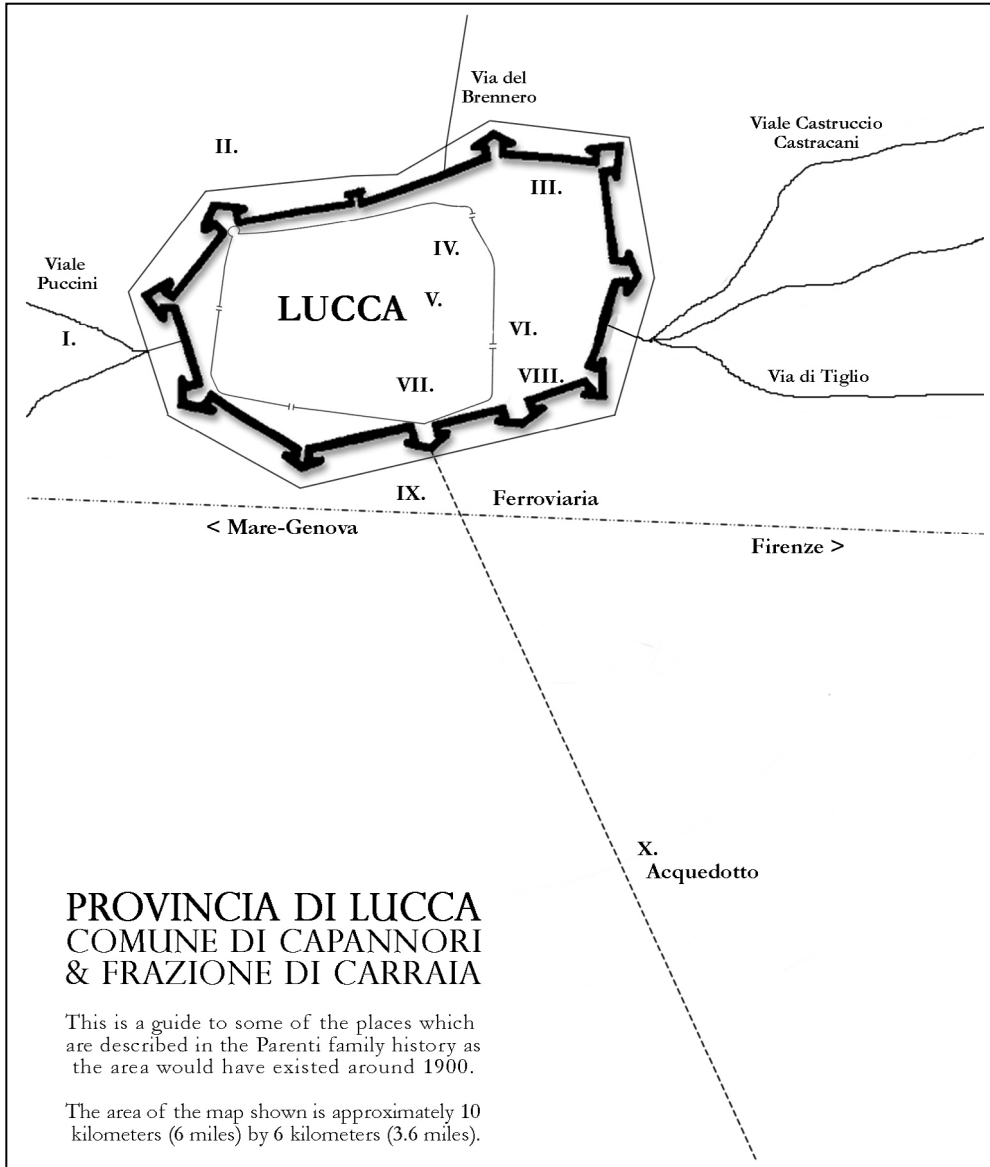 Via del
Brennero
Viale Castruccio
Castracani
II.
III.
IV.
Viale
Puccini
LUCCA
V.
I.
VI.
VII.
VIII.
Via di Tiglio
IX.
Ferroviaria
< Mare-Genova
Firenze >
X.
Acquedotto
PROVINCIA DI LUCCA
COMUNE DI CAPANNORI
& FRAZIONE DI CARRAIA
This is a guide to some of the places which
are described in the Parenti family history as
the area would have existed around 1900.
The area of the map shown is approximately 10
kilometers (6 miles) by 6 kilometers (3.6 miles).